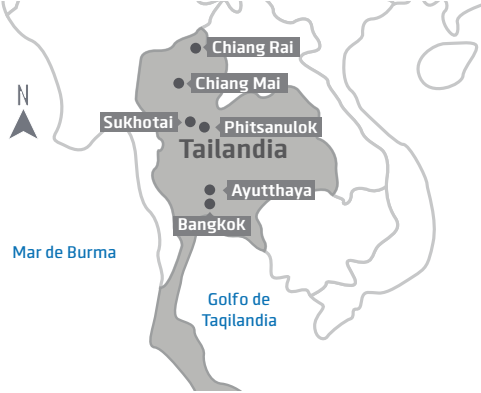 Chiang Rai
Chiang Mai
N
Sukhotai
Phitsanulok
Tailandia
Ayutthaya
Bangkok
Mar de Burma
Golfo de
Taqilandia